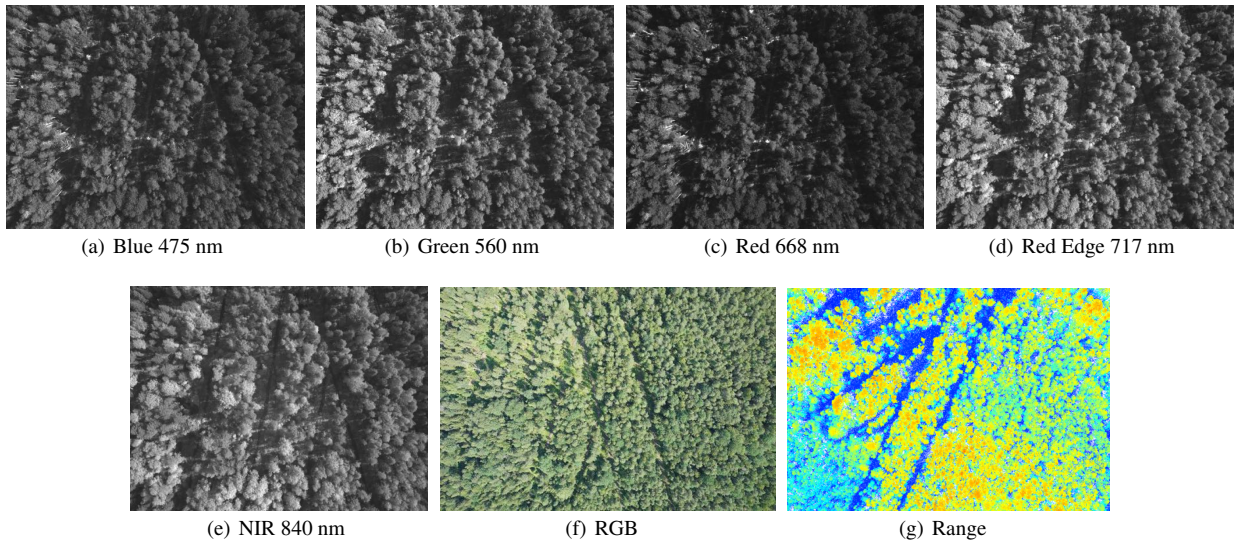 (a) Blue 475 nm
(b) Green 560 nm
(c) Red 668 nm
(d) Red Edge 717 nm
(e) NIR 840 nm
(f) RGB
(g) Range